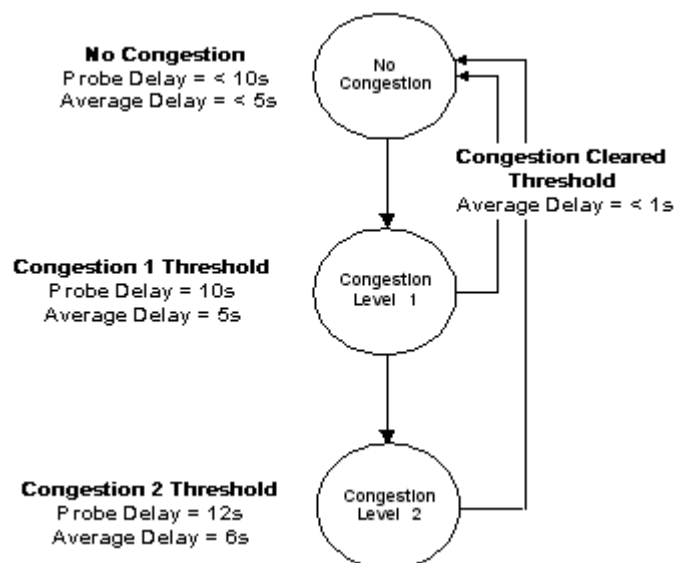 No Congestion
Probe Delay = < 10s
Average Delay = < 5s
No
Congestion
Congestion Cleared
Threshold
Average Delay = < 1s
Congestion 1 Threshold
Probe Delay = 10s
Average Delay = 5s
Congestion
Level 1
Congestion 2 Threshold
Probe Delay = 12s
Average Delay = 6s
Congestion
Level 2